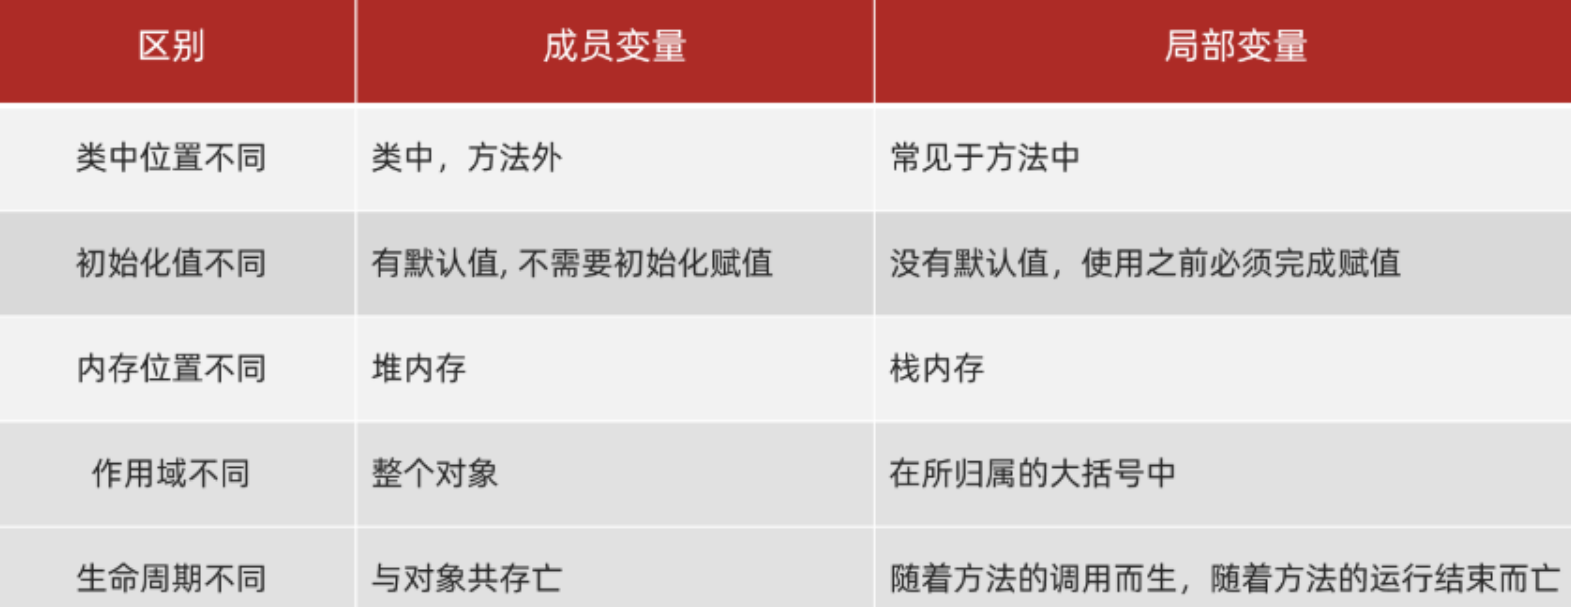 区别 成员变量 局部变量
类中位置不同 类中，方法外 常见于方法中
初始化值不同 有默认值, 不需要初始化赋值 没有默认值，使用之前必须完成赋值
内存位置不同 堆内存 栈内存
作用域不同 整个对象 在所归属的大括号中
生命周期不同 与对象共存亡 随着方法的调用而生，随着方法的运行结束而亡